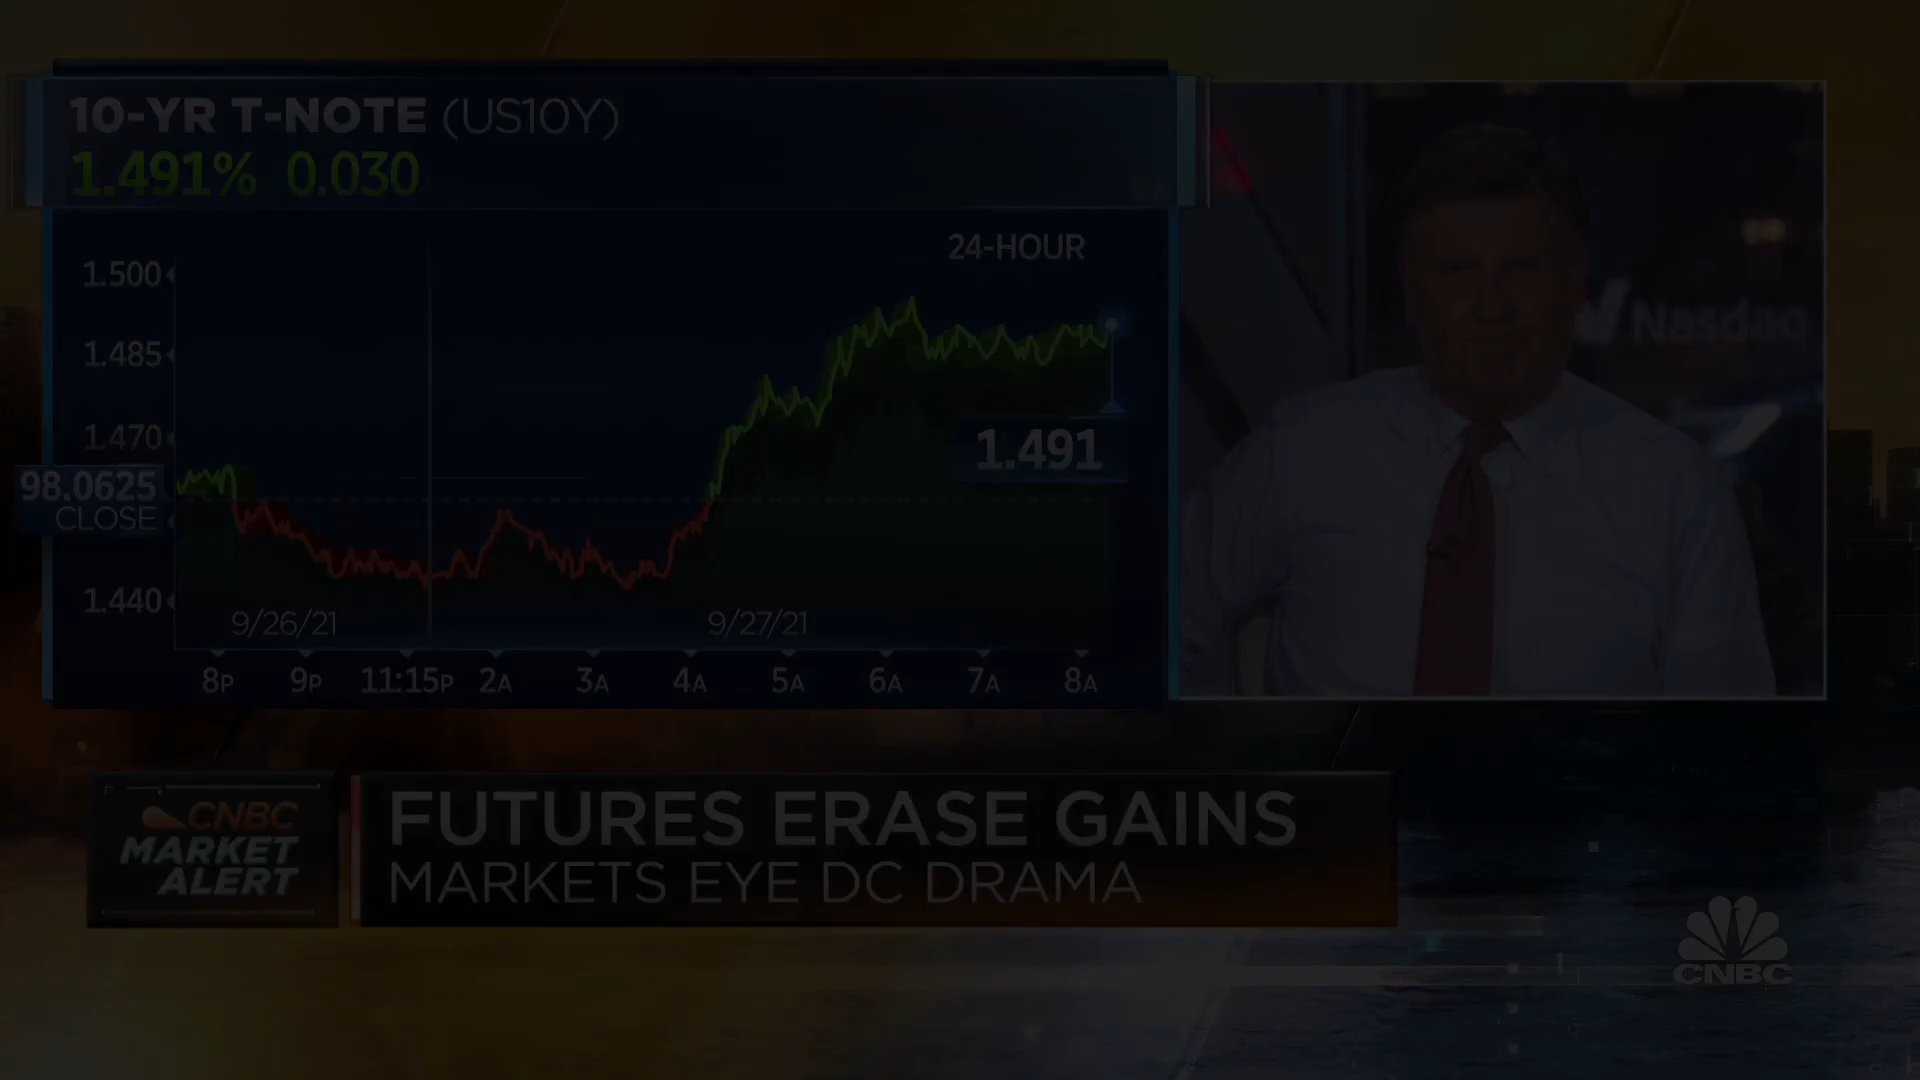 10-YR T-NOTE (US10Y)
1.491% 0.030
24-HOUR
1.500
1.485
1.470
98.0625
CLOSE
1.440
1.491
9/26/21 9/27/21
8P 9P 11:15P 2A 3A 4A 5A 6A 7A 8A
Nasdaq
CNBC
MARKET
ALERT
FUTURES ERASE GAINS
MARKETS EYE DC DRAMA
CNBC